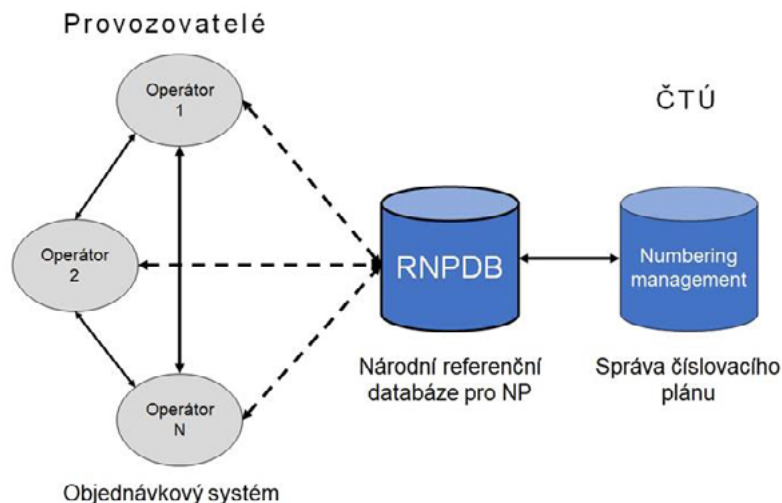 Provozovatelé
Operátor
1
ČTÚ
Operátor
2
RNPDB
Numbering
management
Národní referenční
databáze pro NP
Správa číslovacího
plánu
Operátor
N
Objednávkový systém